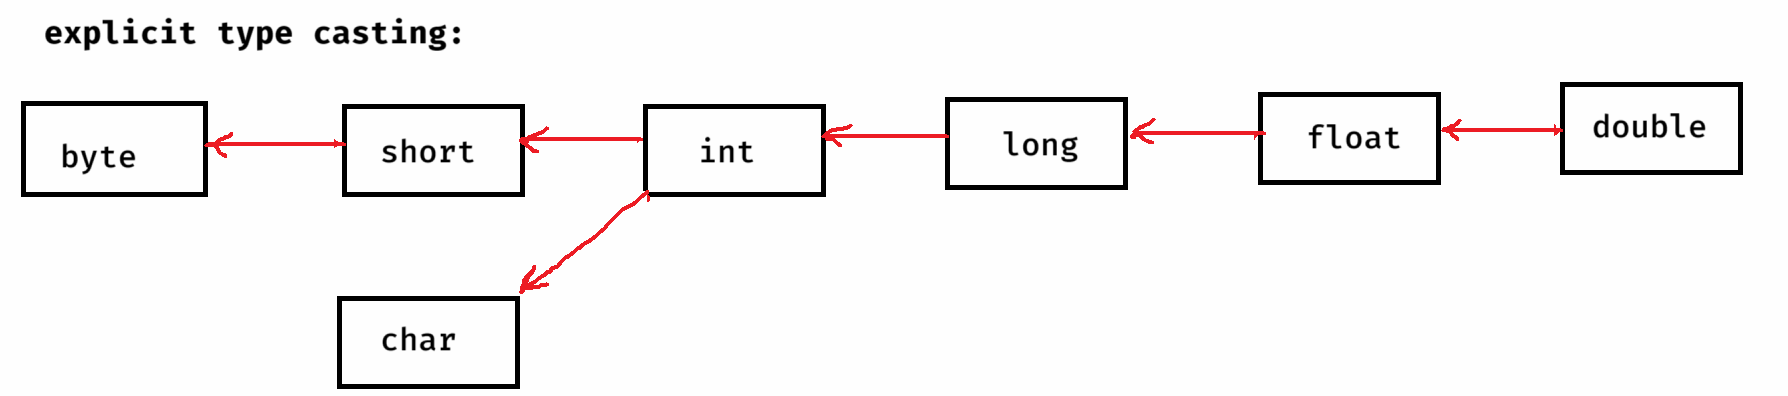 explicit type casting:
byte
short
int
long
float
double
char